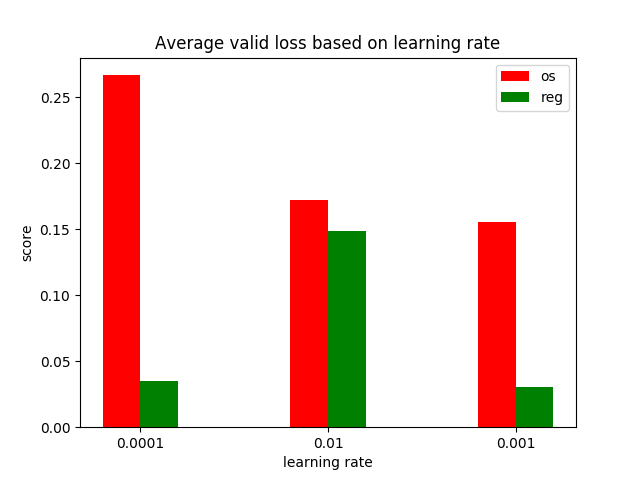 Average valid loss based on learning rate
os
reg
0.25
0.20
0.15
0.10
0.05
0.00
score
0.0001
0.01
0.001
learning rate